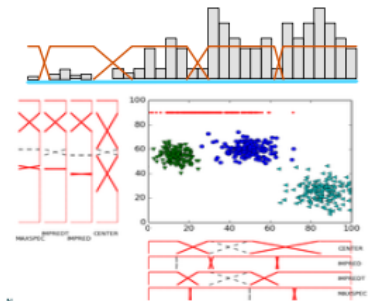 100
80
60
40
20
0
MAXSPEC IMPREDT IMPRED CENTER
0 20 40 60 80 100
CENTER
IMPRED
IMPREDT
MAXSPEC